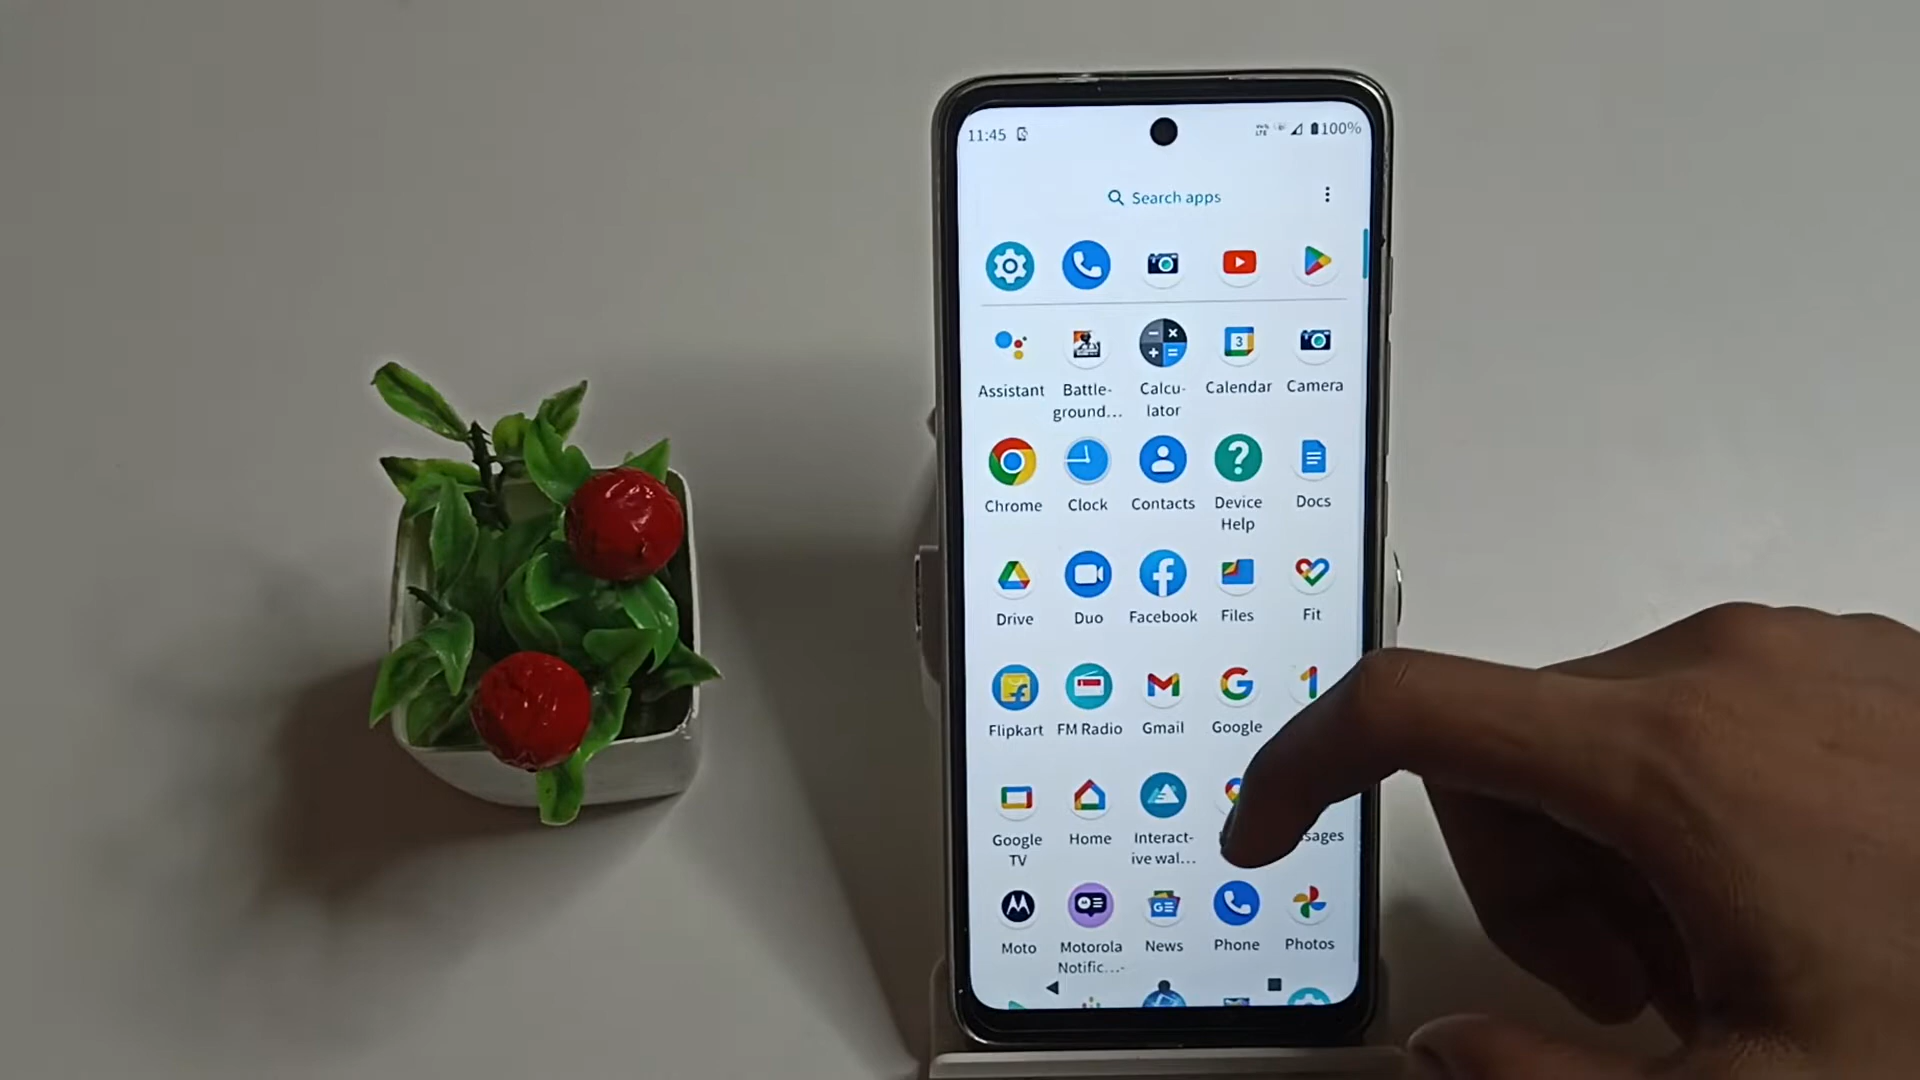 11:45 100%
Search apps
3
Assistant Battle- Calcu- Calendar Camera
ground... lator
Chrome Clock Contacts Device Docs
Help
Drive Duo Facebook Files Fit
Flipkart FM Radio Gmail Google
Google Home Interact- sages
TV ive wal...
Moto Motorola News Phone Photos
Notific...-